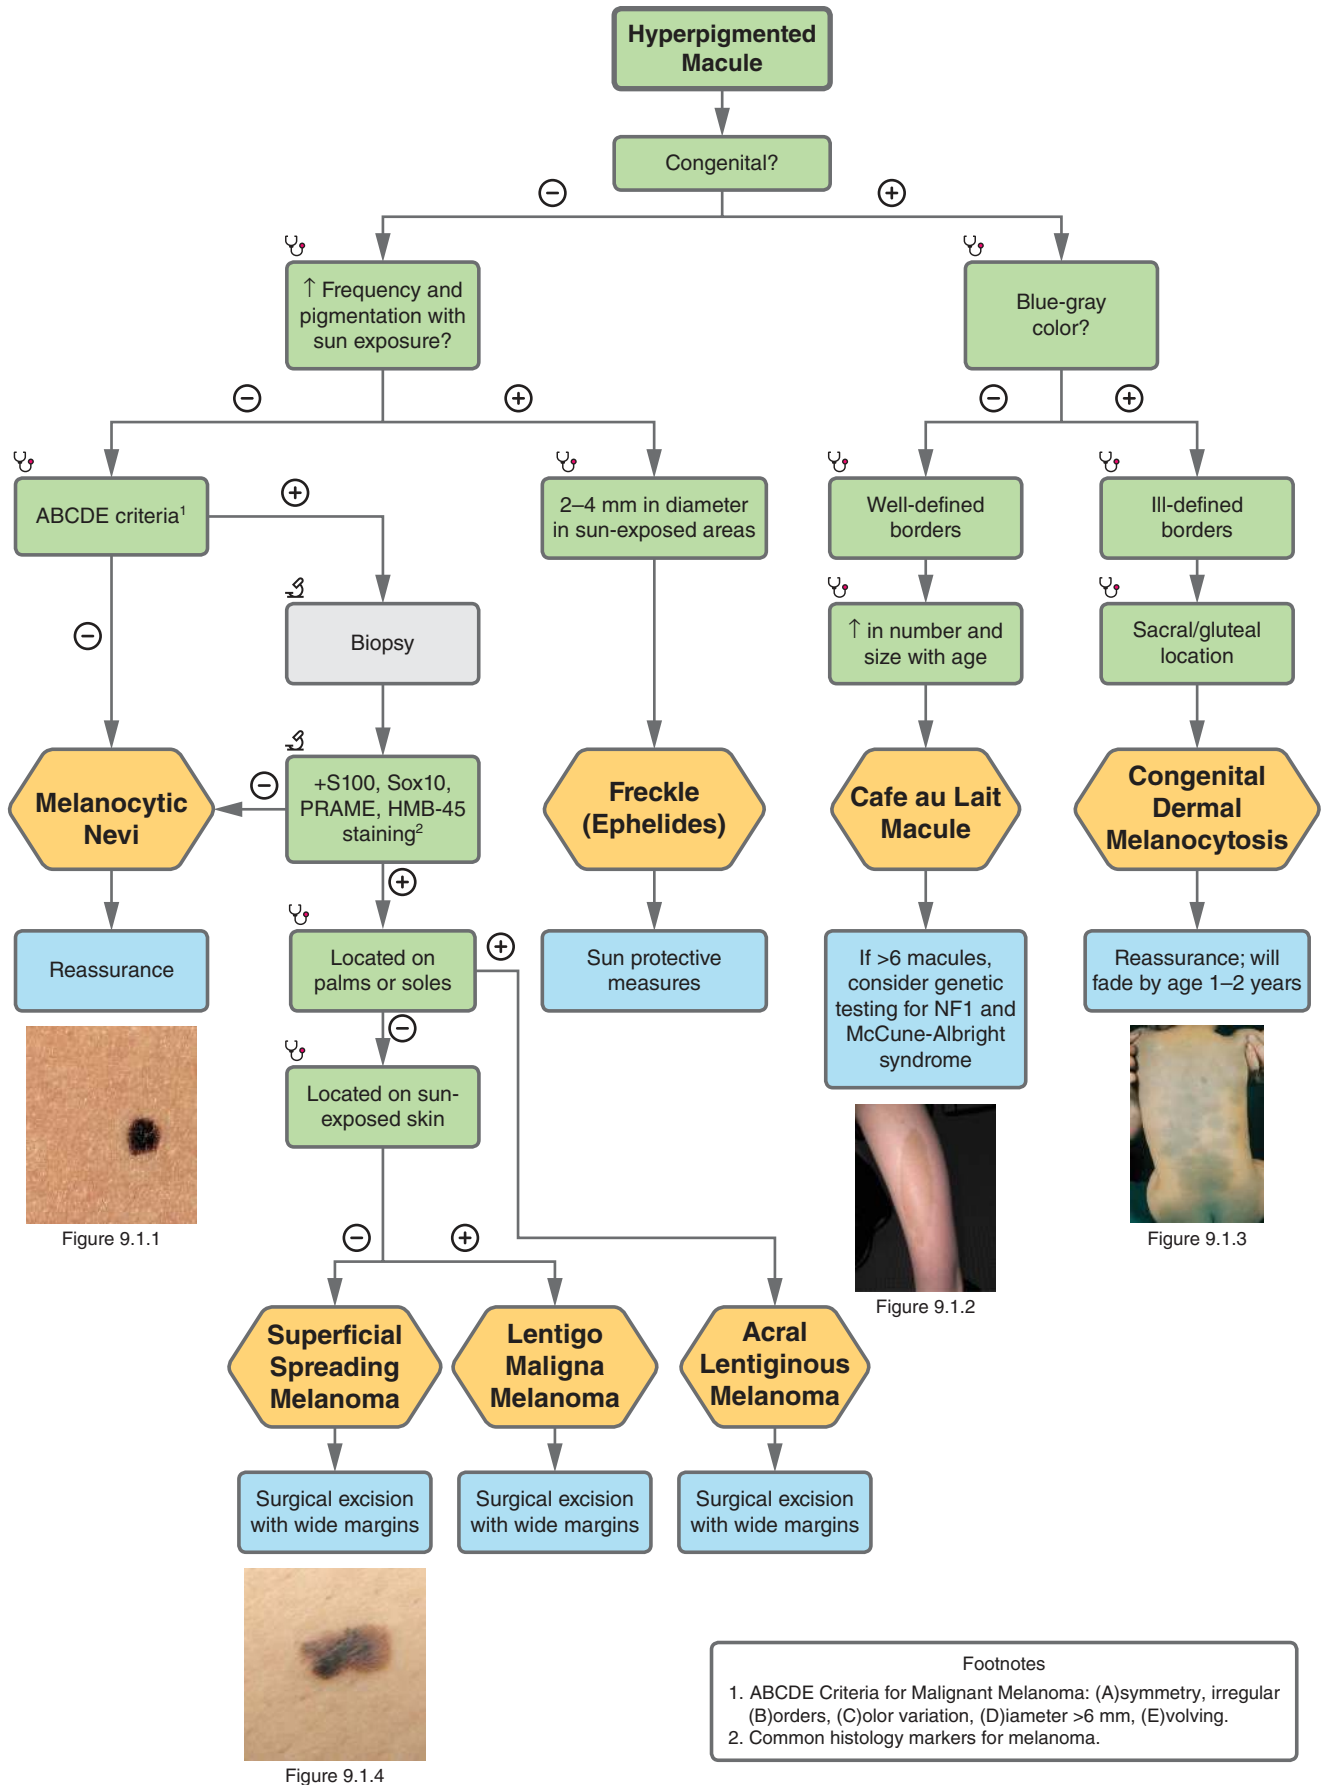 Hyperpigmented
Macule
Congenital?
−
+
↑ Frequency and
pigmentation with
sun exposure?
Blue-gray
color?
−
+
−
+
ABCDE criteria1
+
2–4 mm in diameter
in sun-exposed areas
Well-defined
borders
Ill-defined
borders
−
Biopsy
↑ in number and
size with age
Sacral/gluteal
location
Melanocytic
Nevi
−
+S100, Sox10,
PRAME, HMB-45
staining2
Freckle
(Ephelides)
Cafe au Lait
Macule
Congenital
Dermal
Melanocytosis
+
Reassurance
Located on
palms or soles
+
Sun protective
measures
If >6 macules,
consider genetic
testing for NF1 and
McCune-Albright
syndrome
Reassurance; will
fade by age 1–2 years
−
Located on sun-
exposed skin
Figure 9.1.1
Figure 9.1.2
Figure 9.1.3
−
+
Superficial
Spreading
Melanoma
Lentigo
Maligna
Melanoma
Acral
Lentiginous
Melanoma
Surgical excision
with wide margins
Surgical excision
with wide margins
Surgical excision
with wide margins
Figure 9.1.4
Footnotes
1. ABCDE Criteria for Malignant Melanoma: (A)symmetry, irregular
(B)orders, (C)olor variation, (D)iameter >6 mm, (E)volving.
2. Common histology markers for melanoma.